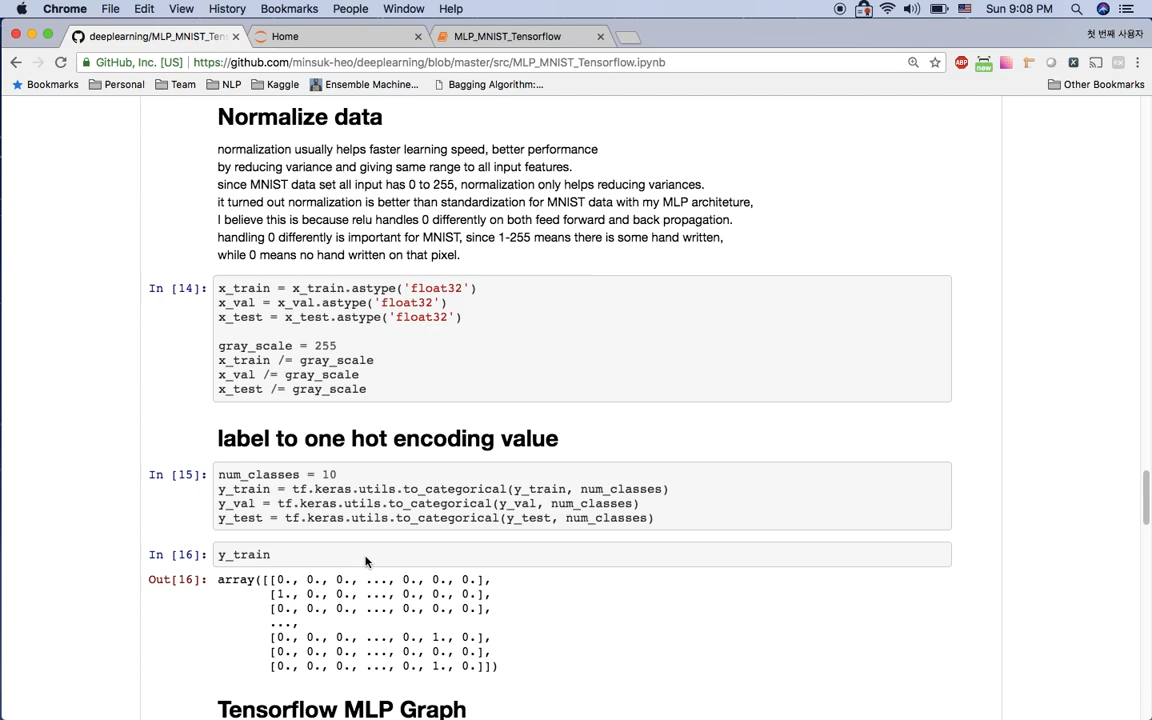 Chrome File Edit View History Bookmarks People Window Help Sun 9:08 PM
deeplearning/MLP_MNIST_Tens Home MLP_MNIST_Tensorflow 첫 번째 사용자
GitHub, Inc. [US] https://github.com/minsuk-heo/deeplearning/blob/master/src/MLP_MNIST_Tensorflow.ipynb ABP new
Bookmarks Personal Team NLP Kaggle Ensemble Machine... Bagging Algorithm:... Other Bookmarks
Normalize data
normalization usually helps faster learning speed, better performance
by reducing variance and giving same range to all input features.
since MNIST data set all input has 0 to 255, normalization only helps reducing variances.
it turned out normalization is better than standardization for MNIST data with my MLP architeture,
I believe this is because relu handles 0 differently on both feed forward and back propagation.
handling 0 differently is important for MNIST, since 1-255 means there is some hand written,
while 0 means no hand written on that pixel.
In [14]: x_train = x_train.astype('float32')
x_val = x_val.astype('float32')
x_test = x_test.astype('float32')
gray_scale = 255
x_train /= gray_scale
x_val /= gray_scale
x_test /= gray_scale
label to one hot encoding value
In [15]: num_classes = 10
y_train = tf.keras.utils.to_categorical(y_train, num_classes)
y_val = tf.keras.utils.to_categorical(y_val, num_classes)
y_test = tf.keras.utils.to_categorical(y_test, num_classes)
In [16]: y_train
Out[16]: array([[0., 0., 0., ..., 0., 0., 0.],
[1., 0., 0., ..., 0., 0., 0.],
[0., 0., 0., ..., 0., 0., 0.],
...,
[0., 0., 0., ..., 0., 1., 0.],
[0., 0., 0., ..., 0., 0., 0.],
[0., 0., 0., ..., 0., 1., 0.]])
Tensorflow MLP Graph